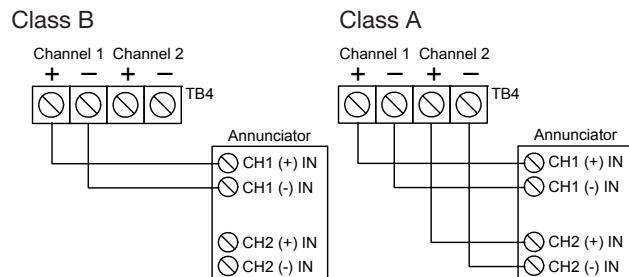 Class B
Channel 1 Channel 2
+ − + −
TB4
Annunciator
CH1 (+) IN
CH1 (-) IN
CH2 (+) IN
CH2 (-) IN
Class A
Channel 1 Channel 2
+ − + −
TB4
Annunciator
CH1 (+) IN
CH1 (-) IN
CH2 (+) IN
CH2 (-) IN